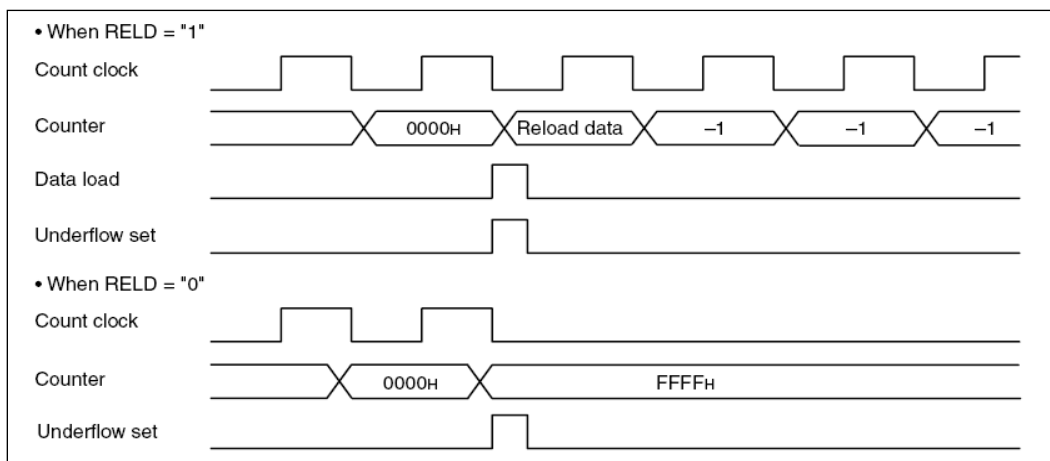 • When RELD = "1"
Count clock
Counter 0000H Reload data –1 –1 –1
Data load
Underflow set
• When RELD = "0"
Count clock
Counter 0000H FFFFH
Underflow set